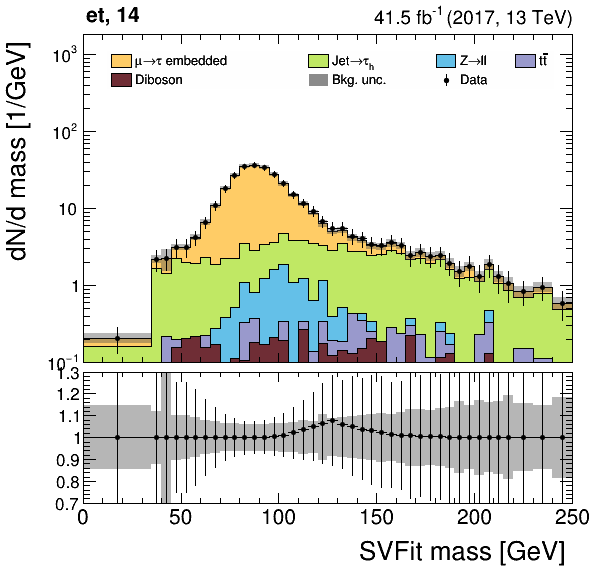 et, 14
41.5 fb⁻¹ (2017, 13 TeV)
dN/d mass [1/GeV]
10³
10²
10
1
10⁻¹
μ→τ embedded
Jet→τₕ
Z→ll
tt̄
Diboson
Bkg. unc.
Data
1.3
1.2
1.1
1
0.9
0.8
0.7
0 50 100 150 200 250
SVFit mass [GeV]